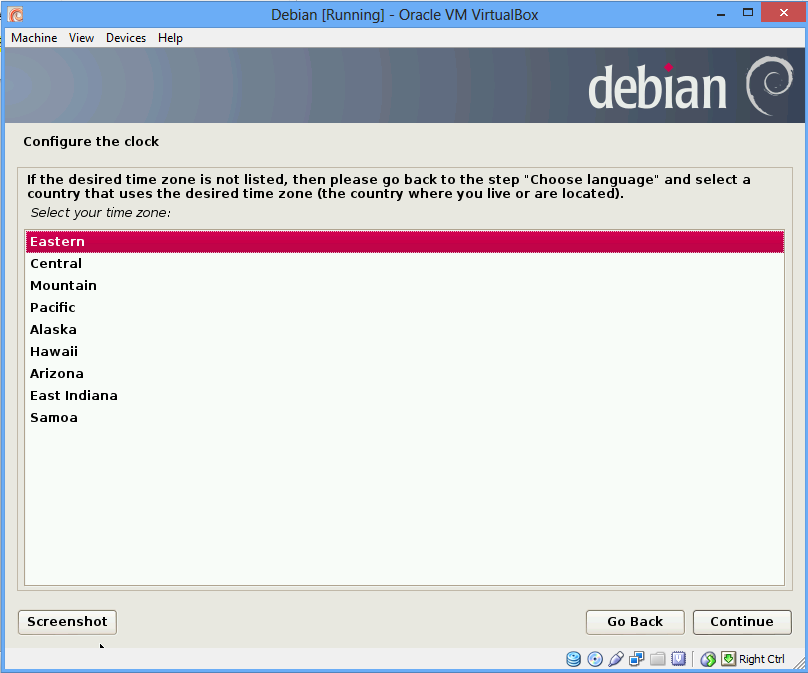 Debian [Running] - Oracle VM VirtualBox
Machine View Devices Help
debian
Configure the clock
If the desired time zone is not listed, then please go back to the step "Choose language" and select a
country that uses the desired time zone (the country where you live or are located).
Select your time zone:
Eastern
Central
Mountain
Pacific
Alaska
Hawaii
Arizona
East Indiana
Samoa
Screenshot Go Back Continue
Right Ctrl